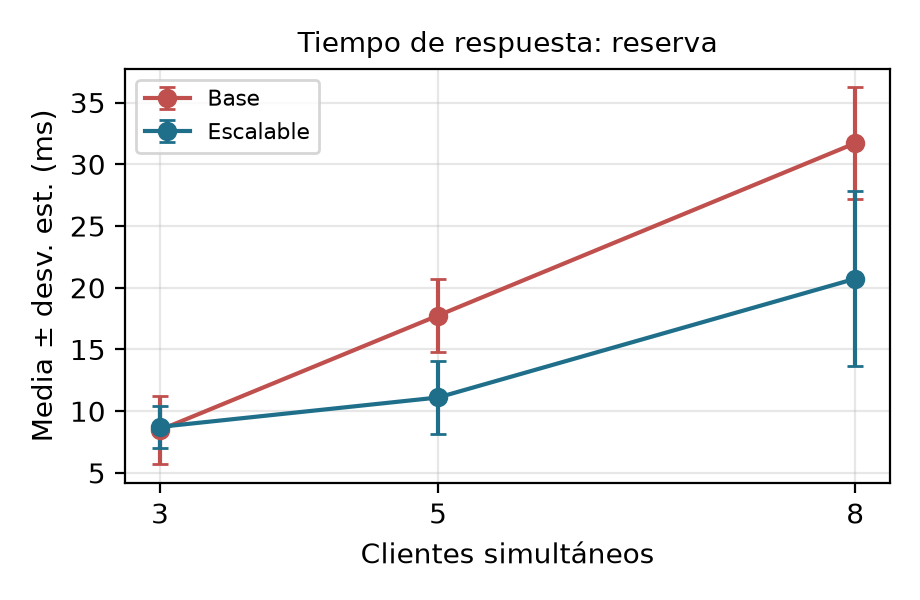 Tiempo de respuesta: reserva
Base
Escalable
Media ± desv. est. (ms)
35
30
25
20
15
10
5
3 5 8
Clientes simultáneos